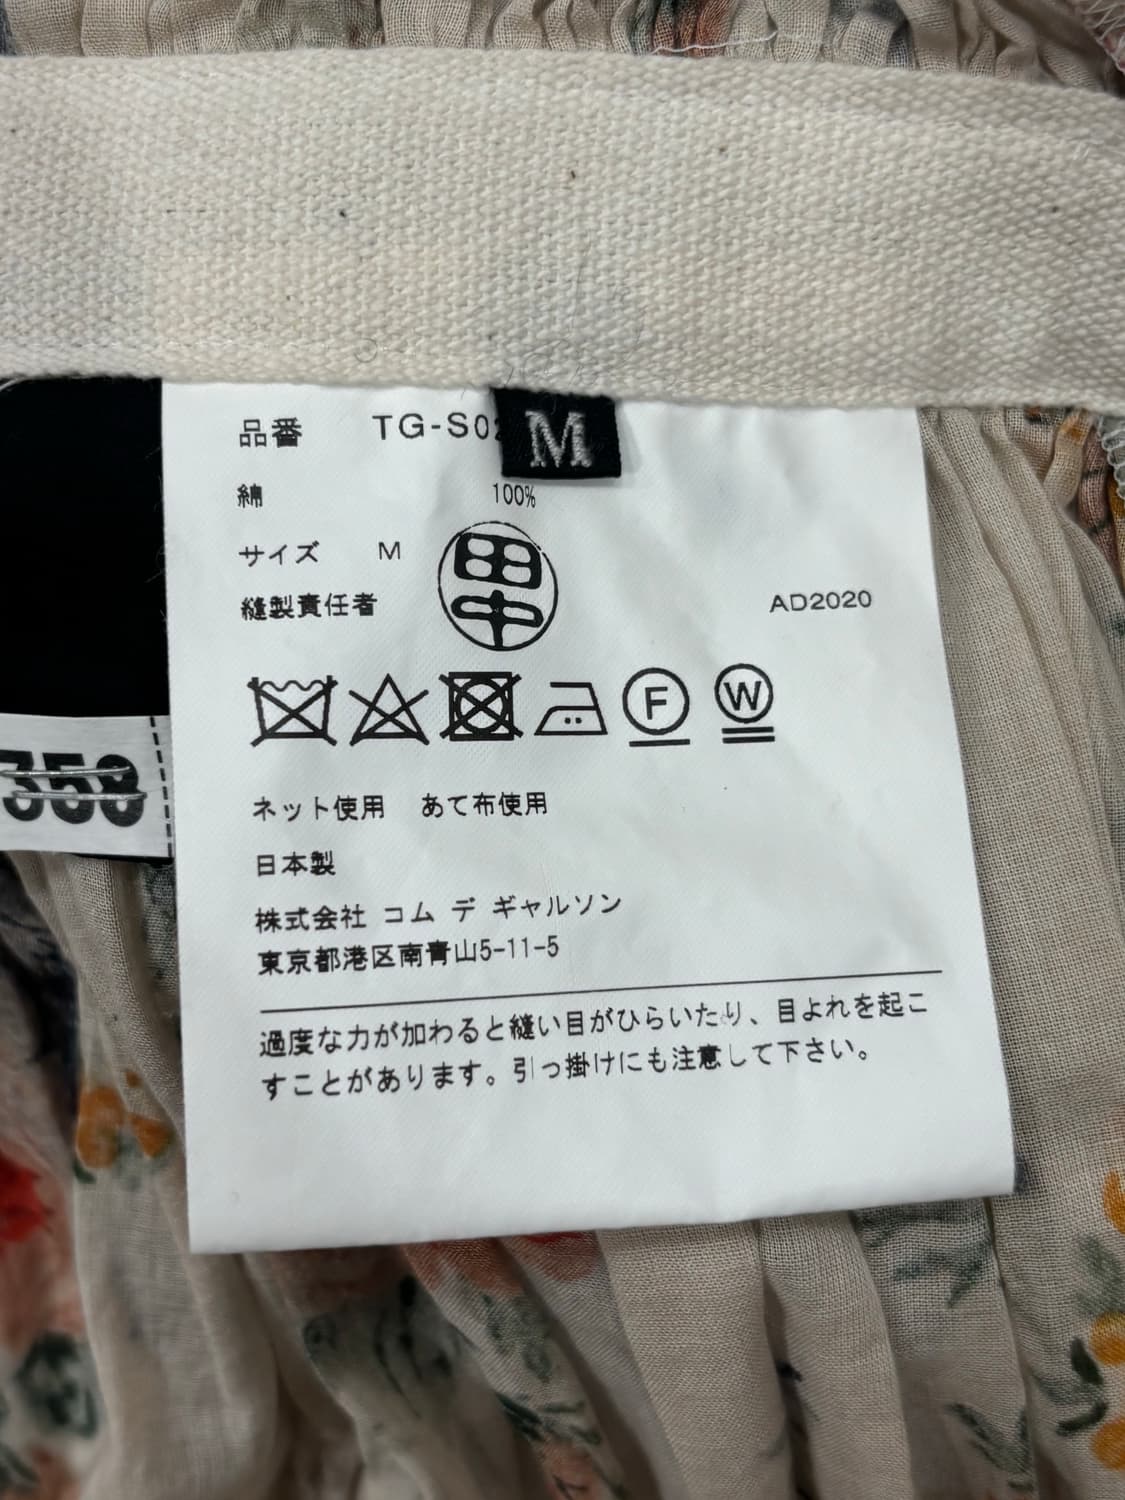 品番 TG-S0
M
綿 100%
サイズ M
縫製責任者 田中 AD2020
F W
358
ネット使用 あて布使用
日本製
株式会社 コム デ ギャルソン
東京都港区南青山5-11-5
過度な力が加わると縫い目がひらいたり、目よれを起こ
すことがあります。引っ掛けにも注意して下さい。